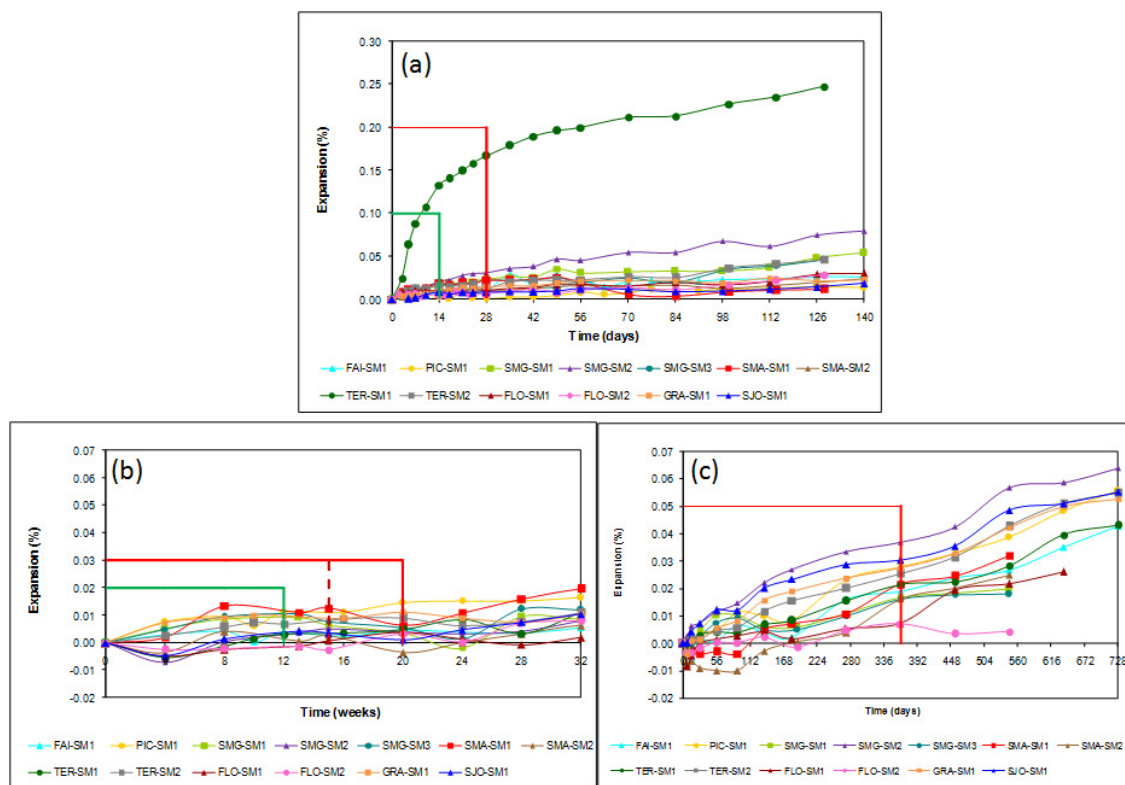 (a)
Expansion (%)
0.30
0.25
0.20
0.15
0.10
0.05
0.00
0 14 28 42 56 70 84 98 112 126 140
Time (days)
FAI-SM1 PIC-SM1 SMG-SM1 SMG-SM2 SMG-SM3 SMA-SM1 SMA-SM2
TER-SM1 TER-SM2 FLO-SM1 FLO-SM2 GRA-SM1 SJO-SM1
(b)
Expansion (%)
0.07
0.06
0.05
0.04
0.03
0.02
0.01
0.00
-0.01
-0.02
0 4 8 12 16 20 24 28 32
Time (weeks)
FAI-SM1 PIC-SM1 SMG-SM1 SMG-SM2 SMG-SM3 SMA-SM1 SMA-SM2
TER-SM1 TER-SM2 FLO-SM1 FLO-SM2 GRA-SM1 SJO-SM1
(c)
Expansion (%)
0.07
0.06
0.05
0.04
0.03
0.02
0.01
0.00
-0.01
-0.02
0 56 112 168 224 280 336 392 448 504 560 616 672 728
Time (days)
FAI-SM1 PIC-SM1 SMG-SM1 SMG-SM2 SMG-SM3 SMA-SM1 SMA-SM2
TER-SM1 TER-SM2 FLO-SM1 FLO-SM2 GRA-SM1 SJO-SM1